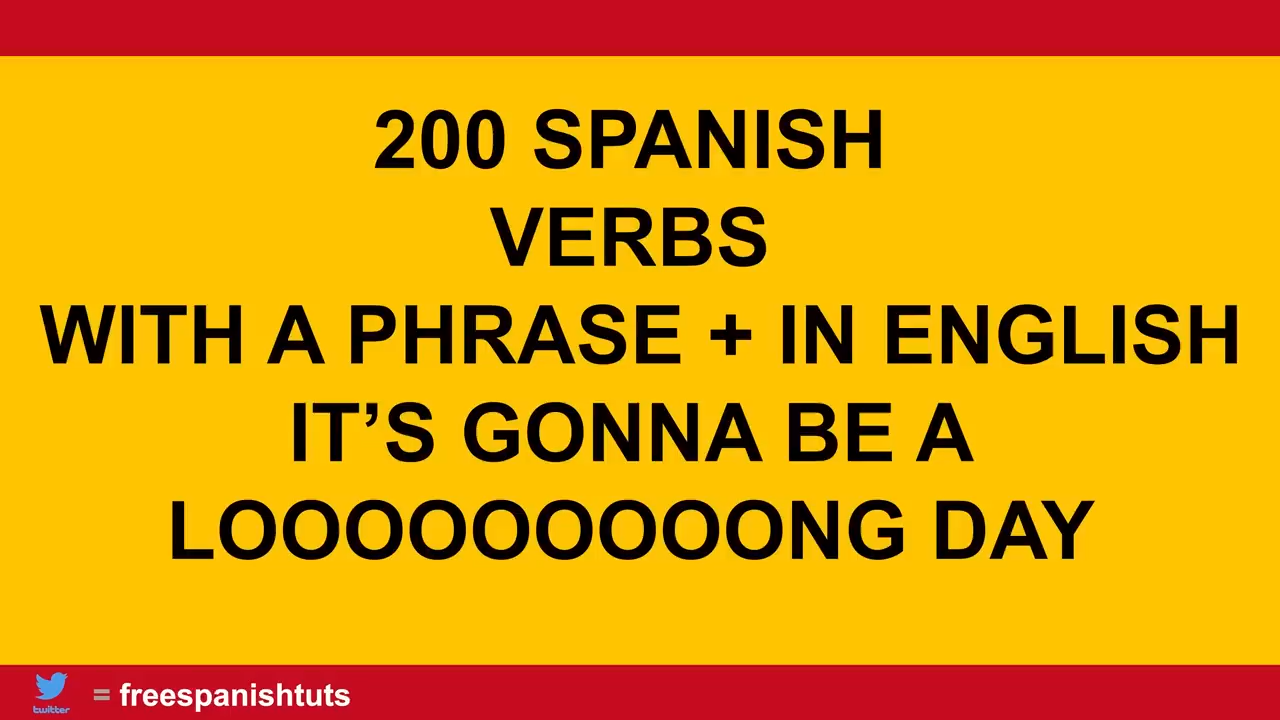 200 SPANISH
VERBS
WITH A PHRASE + IN ENGLISH
IT’S GONNA BE A
LOOOOOOOOONG DAY
twitter = freespanishtuts